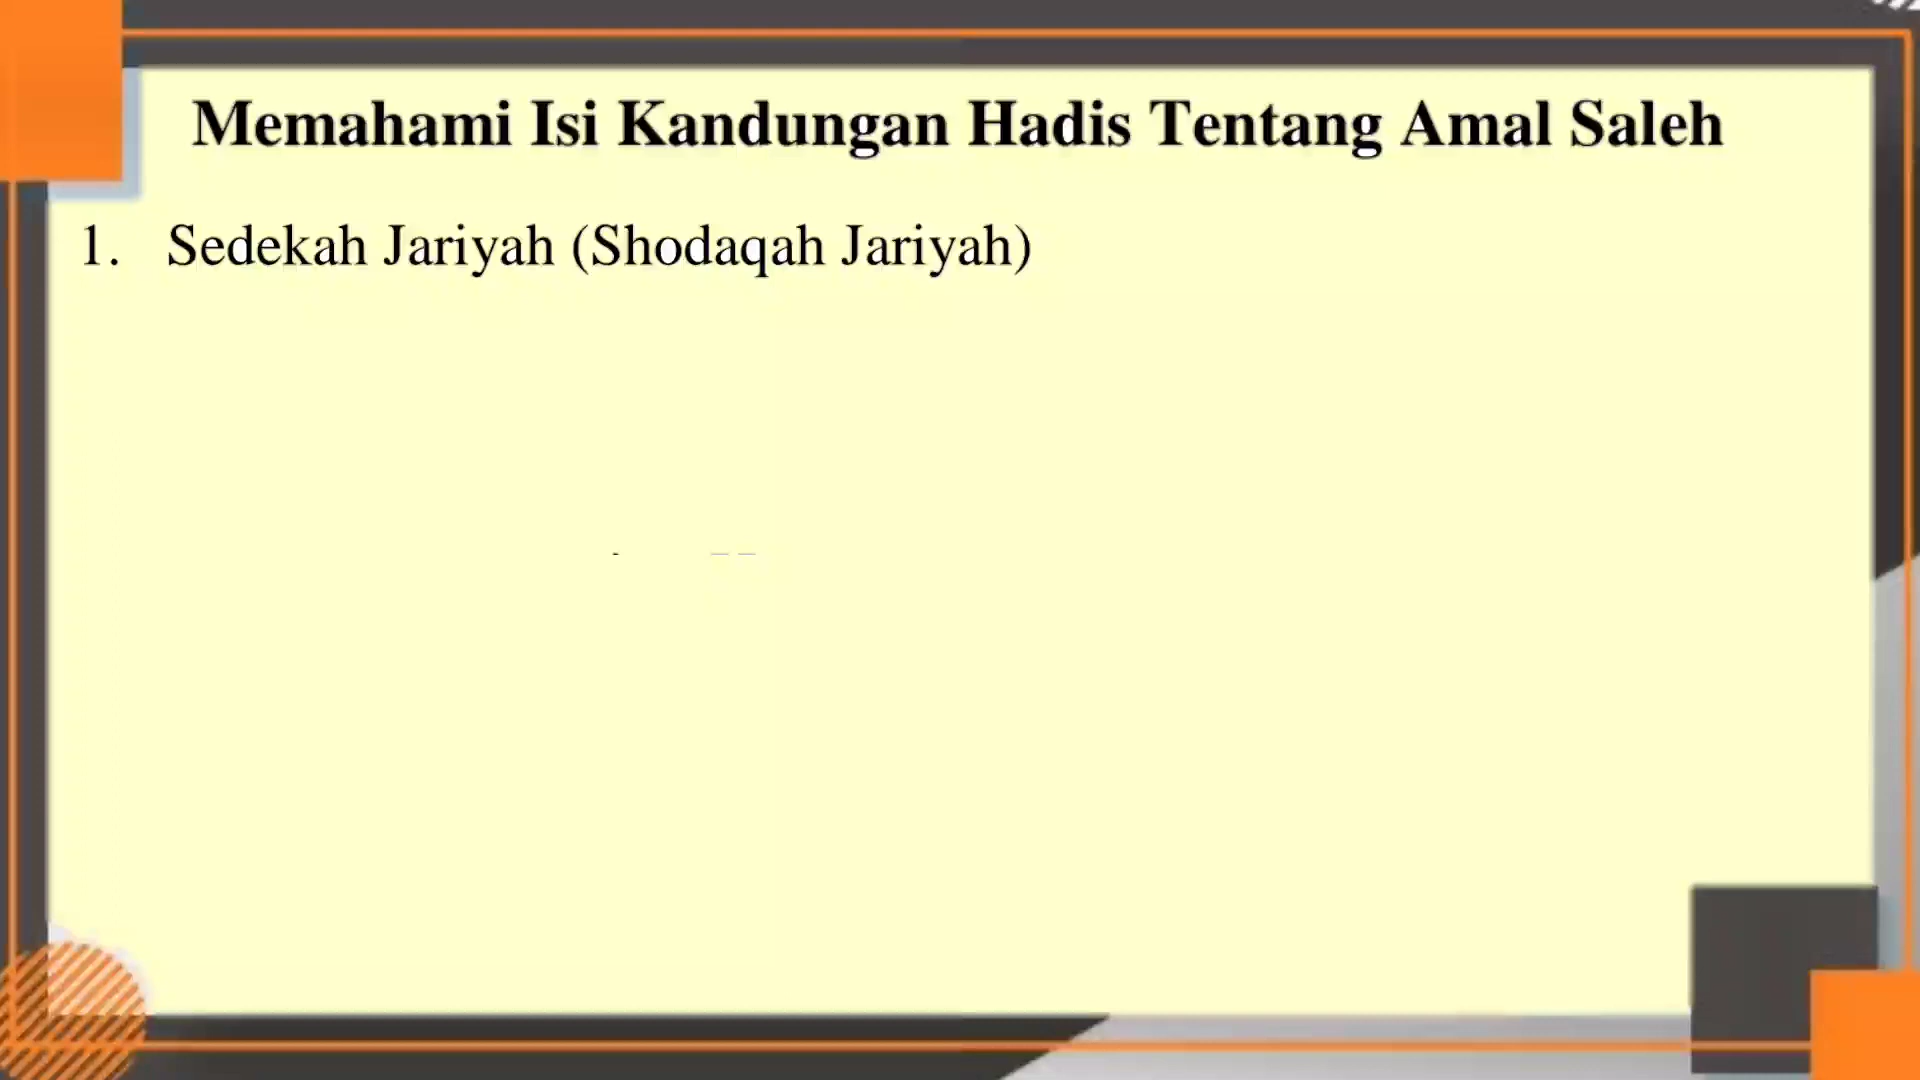 Memahami Isi Kandungan Hadis Tentang Amal Saleh
1. Sedekah Jariyah (Shodaqah Jariyah)